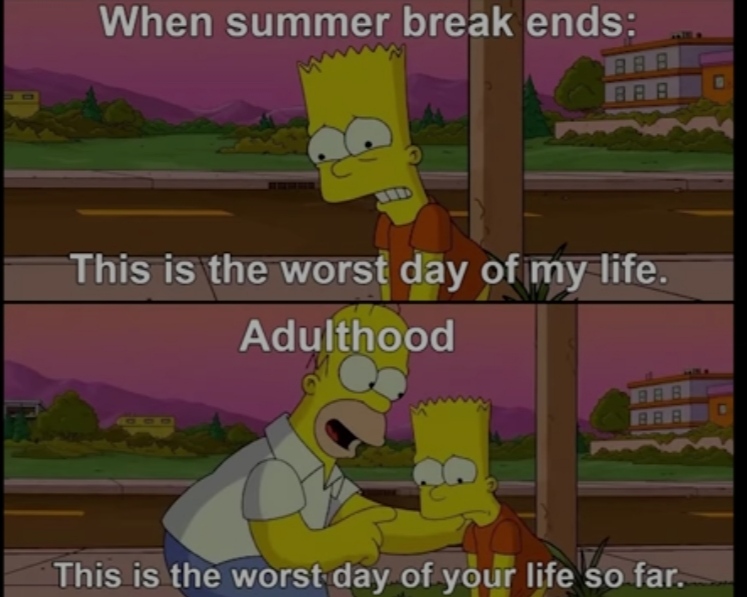 When summer break ends:
This is the worst day of my life.
Adulthood
This is the worst day of your life so far.